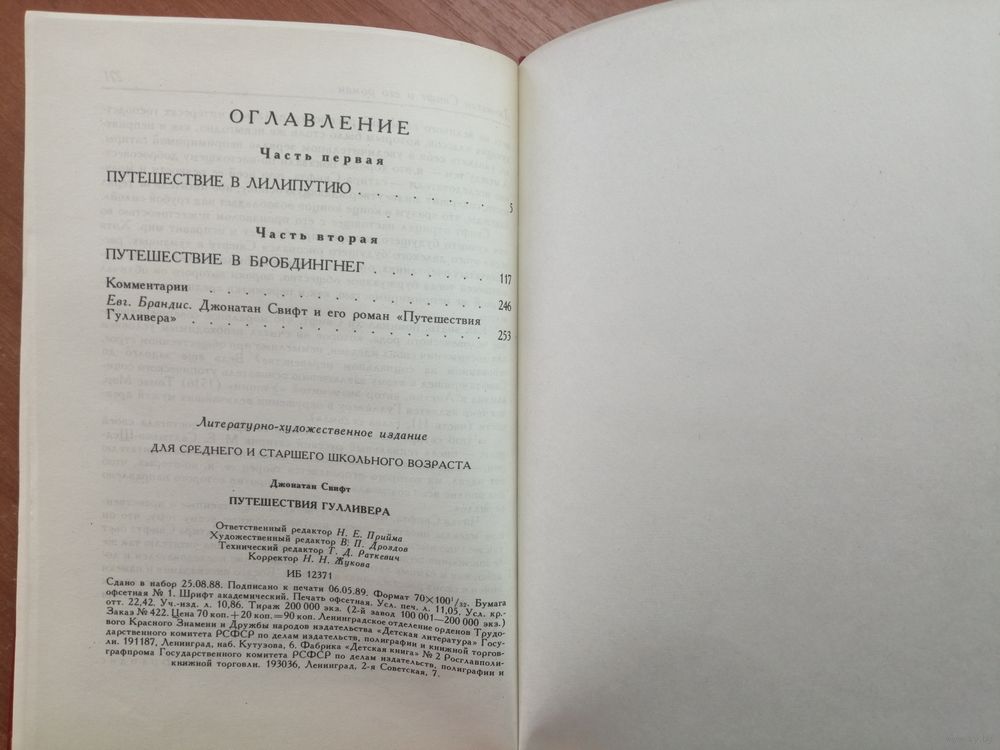 ОГЛАВЛЕНИЕ
Часть первая
ПУТЕШЕСТВИЕ В ЛИЛИПУТИЮ . . . . . . . . 5
Часть вторая
ПУТЕШЕСТВИЕ В БРОБДИНГНЕГ . . . . . . . 117
Комментарии . . . . . . . . . . . . . . 246
Евг. Брандис. Джонатан Свифт и его роман «Путешествия
Гулливера» . . . . . . . . . . . . . . 253
Литературно-художественное издание
ДЛЯ СРЕДНЕГО И СТАРШЕГО ШКОЛЬНОГО ВОЗРАСТА
Джонатан Свифт
ПУТЕШЕСТВИЯ ГУЛЛИВЕРА
Ответственный редактор Н. Е. Прийма
Художественный редактор В. П. Дроздов
Технический редактор Т. Д. Раткевич
Корректор Н. Н. Жукова
ИБ 12371
Сдано в набор 25.08.88. Подписано к печати 06.05.89. Формат 70×100¹/₃₂. Бумага
офсетная № 1. Шрифт академический. Печать офсетная. Усл. печ. л. 11,05. Усл. кр.-
отт. 22,42. Уч.-изд. л. 10,86. Тираж 200 000 экз. (2-й завод 100 001—200 000 экз.)
Заказ № 422. Цена 70 коп.+20 коп.=90 коп. Ленинградское отделение орденов Трудо-
вого Красного Знамени и Дружбы народов издательства «Детская литература» Госу-
дарственного комитета РСФСР по делам издательств, полиграфии и книжной торгов-
ли. 191187, Ленинград, наб. Кутузова, 6. Фабрика «Детская книга» № 2 Росглавполи-
графпрома Государственного комитета РСФСР по делам издательств, полиграфии и
книжной торговли. 193036, Ленинград, 2-я Советская, 7.